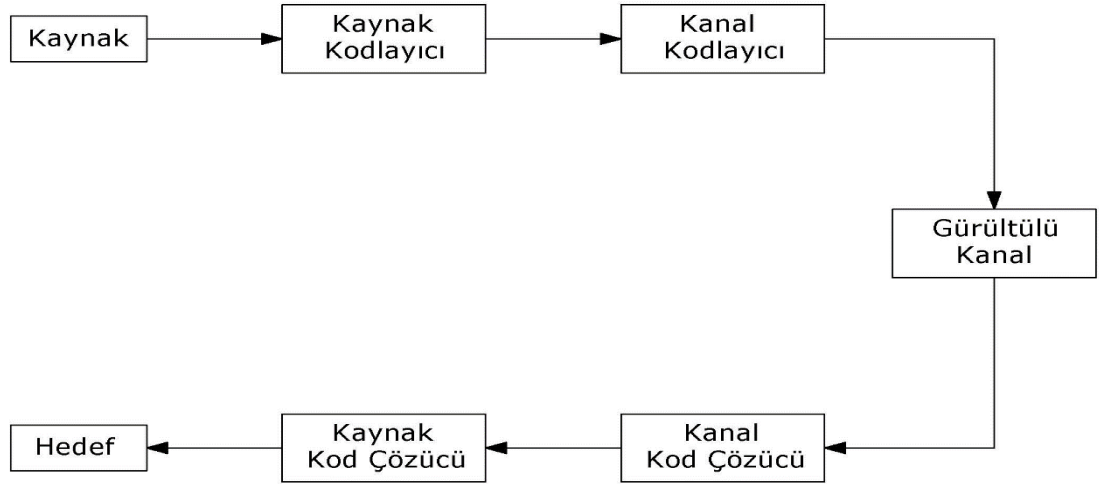 Kaynak
Kaynak
Kodlayıcı
Kanal
Kodlayıcı
Gürültülü
Kanal
Kanal
Kod Çözücü
Kaynak
Kod Çözücü
Hedef